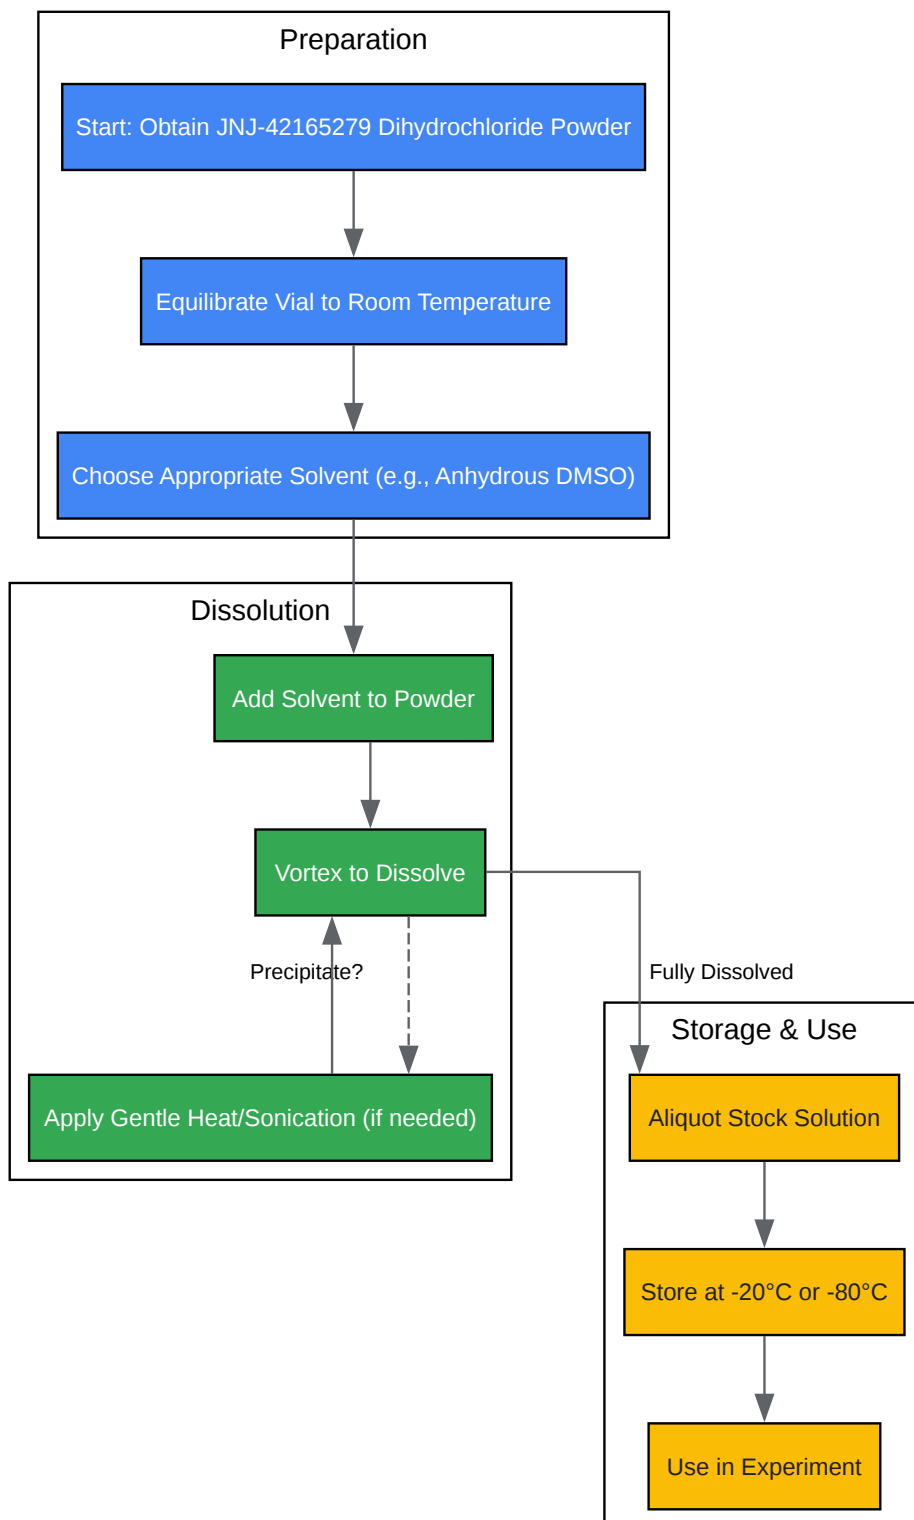 Preparation
Start: Obtain JNJ-42165279 Dihydrochloride Powder
Equilibrate Vial to Room Temperature
Choose Appropriate Solvent (e.g., Anhydrous DMSO)
Dissolution
Add Solvent to Powder
Vortex to Dissolve
Precipitate?
Fully Dissolved
Apply Gentle Heat/Sonication (if needed)
Storage & Use
Aliquot Stock Solution
Store at -20°C or -80°C
Use in Experiment